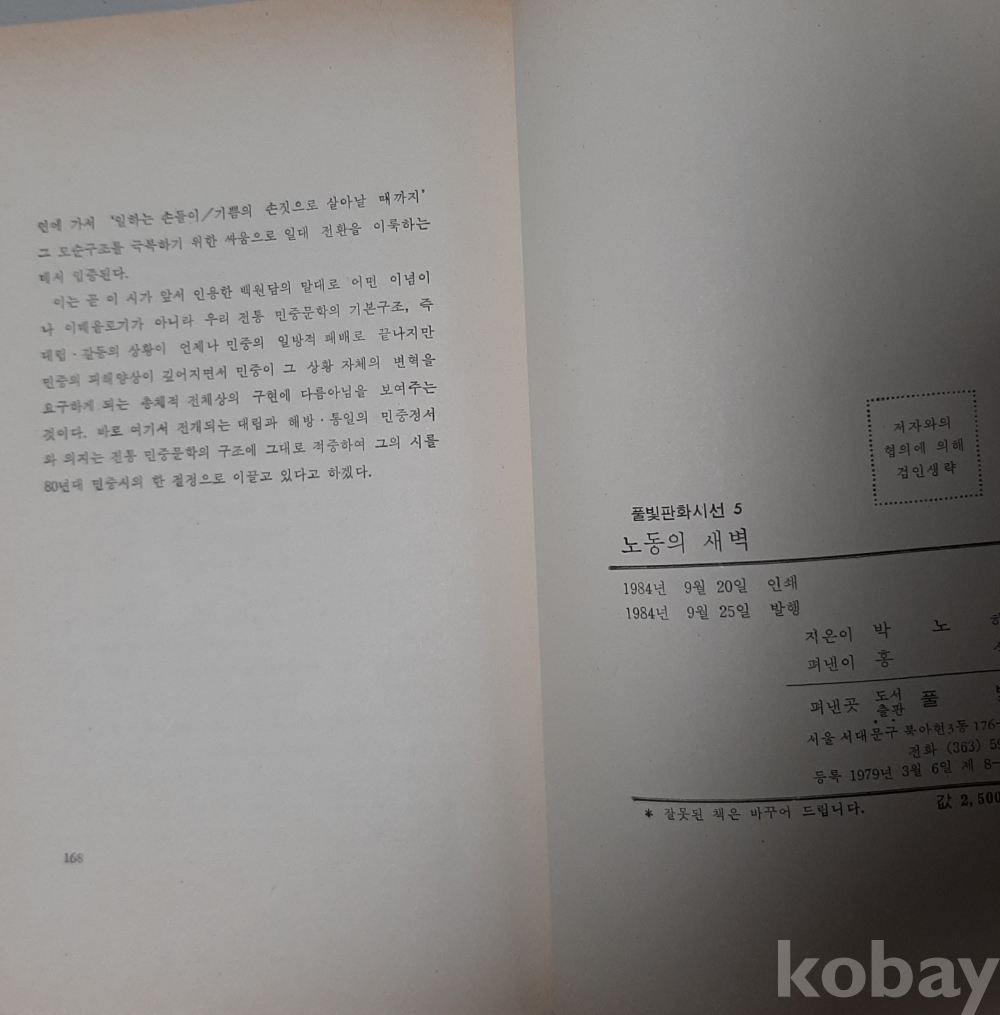 연에 가서 '일하는 손들이/기쁨의 손짓으로 살아날 때까지'
그 모순구조를 극복하기 위한 싸움으로 일대 전환을 이룩하는
데서 입증된다.
이는 곧 이 시가 앞서 인용한 백원담의 말대로 어떤 이념이
나 이데올로기가 아니라 우리 전통 민중문학의 기본구조, 즉
대립·갈등의 상황이 언제나 민중의 일방적 패배로 끝나지만
민중의 피해양상이 깊어지면서 민중이 그 상황 자체의 변혁을
요구하게 되는 총체적 전체상의 구현에 다름아님을 보여주는
것이다. 바로 여기서 전개되는 대립과 해방·통일의 민중정서
와 의지는 전통 민중문학의 구조에 그대로 적중하여 그의 시를
80년대 민중시의 한 절정으로 이끌고 있다고 하겠다.
166
저자와의
협의에 의해
검인생략
풀빛판화시선 5
노동의 새벽
1984년 9월 20일 인쇄
1984년 9월 25일 발행
지은이 박 노
펴낸이 홍
펴낸곳 도서출판 풀
서울 서대문구 북아현3동 176-
전화 (363) 59
등록 1979년 3월 6일 제 8-
값 2,500
* 잘못된 책은 바꾸어 드립니다.
kobay